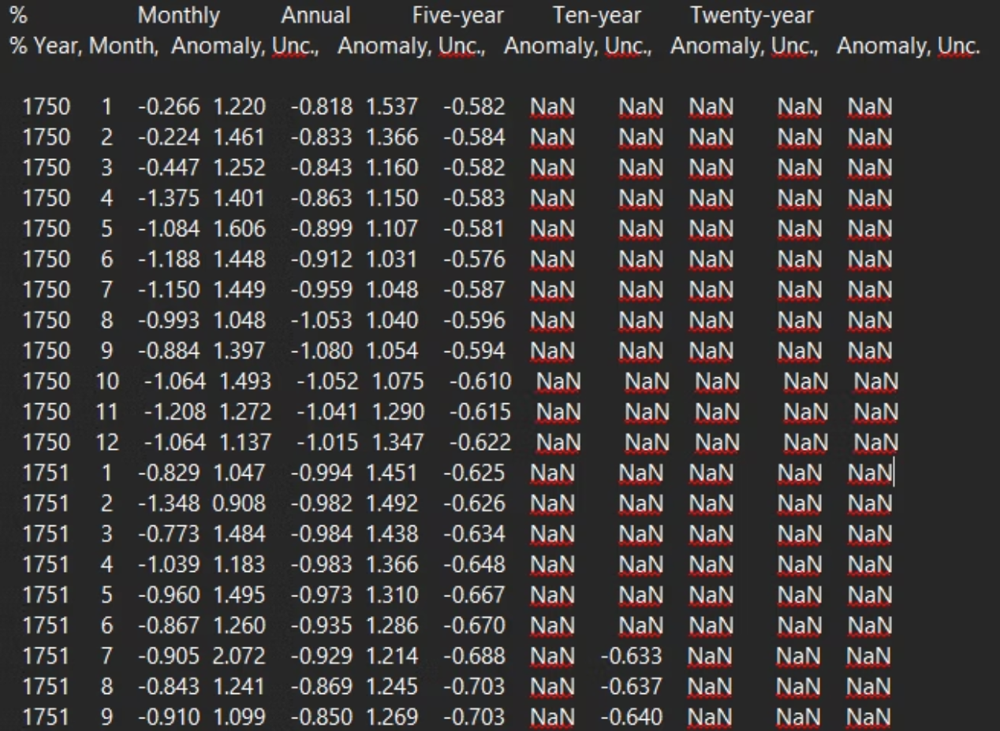 % Monthly Annual Five-year Ten-year Twenty-year
% Year, Month, Anomaly, Unc., Anomaly, Unc., Anomaly, Unc., Anomaly, Unc., Anomaly, Unc.
1750 1 -0.266 1.220 -0.818 1.537 -0.582 NaN NaN NaN NaN NaN
1750 2 -0.224 1.461 -0.833 1.366 -0.584 NaN NaN NaN NaN NaN
1750 3 -0.447 1.252 -0.843 1.160 -0.582 NaN NaN NaN NaN NaN
1750 4 -1.375 1.401 -0.863 1.150 -0.583 NaN NaN NaN NaN NaN
1750 5 -1.084 1.606 -0.899 1.107 -0.581 NaN NaN NaN NaN NaN
1750 6 -1.188 1.448 -0.912 1.031 -0.576 NaN NaN NaN NaN NaN
1750 7 -1.150 1.449 -0.959 1.048 -0.587 NaN NaN NaN NaN NaN
1750 8 -0.993 1.048 -1.053 1.040 -0.596 NaN NaN NaN NaN NaN
1750 9 -0.884 1.397 -1.080 1.054 -0.594 NaN NaN NaN NaN NaN
1750 10 -1.064 1.493 -1.052 1.075 -0.610 NaN NaN NaN NaN NaN
1750 11 -1.208 1.272 -1.041 1.290 -0.615 NaN NaN NaN NaN NaN
1750 12 -1.064 1.137 -1.015 1.347 -0.622 NaN NaN NaN NaN NaN
1751 1 -0.829 1.047 -0.994 1.451 -0.625 NaN NaN NaN NaN NaN
1751 2 -1.348 0.908 -0.982 1.492 -0.626 NaN NaN NaN NaN NaN
1751 3 -0.773 1.484 -0.984 1.438 -0.634 NaN NaN NaN NaN NaN
1751 4 -1.039 1.183 -0.983 1.366 -0.648 NaN NaN NaN NaN NaN
1751 5 -0.960 1.495 -0.973 1.310 -0.667 NaN NaN NaN NaN NaN
1751 6 -0.867 1.260 -0.935 1.286 -0.670 NaN NaN NaN NaN NaN
1751 7 -0.905 2.072 -0.929 1.214 -0.688 NaN -0.633 NaN NaN NaN
1751 8 -0.843 1.241 -0.869 1.245 -0.703 NaN -0.637 NaN NaN NaN
1751 9 -0.910 1.099 -0.850 1.269 -0.703 NaN -0.640 NaN NaN NaN